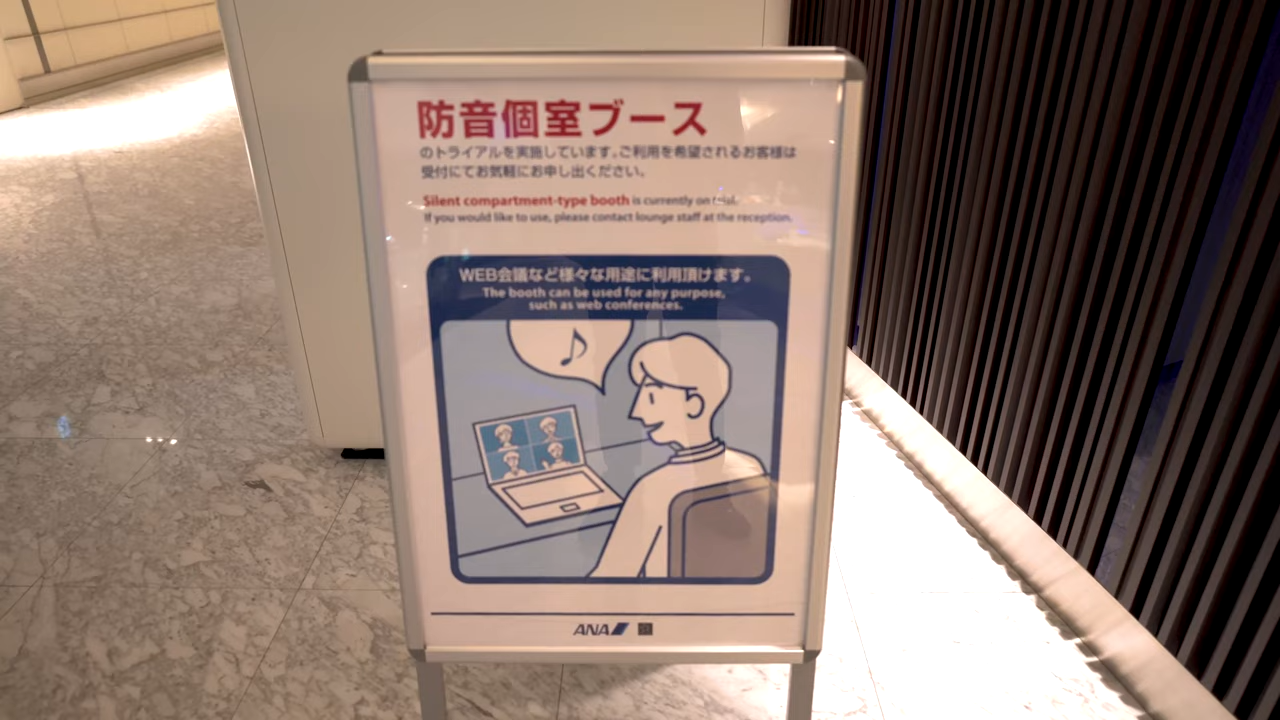 防音個室ブース
のトライアルを実施しています。ご利用を希望されるお客様は
受付にてお気軽にお申し出ください。
Silent compartment-type booth is currently on trial.
If you would like to use, please contact lounge staff at the reception.
WEB会議など様々な用途に利用頂けます。
The booth can be used for any purpose,
such as web conferences.
ANA